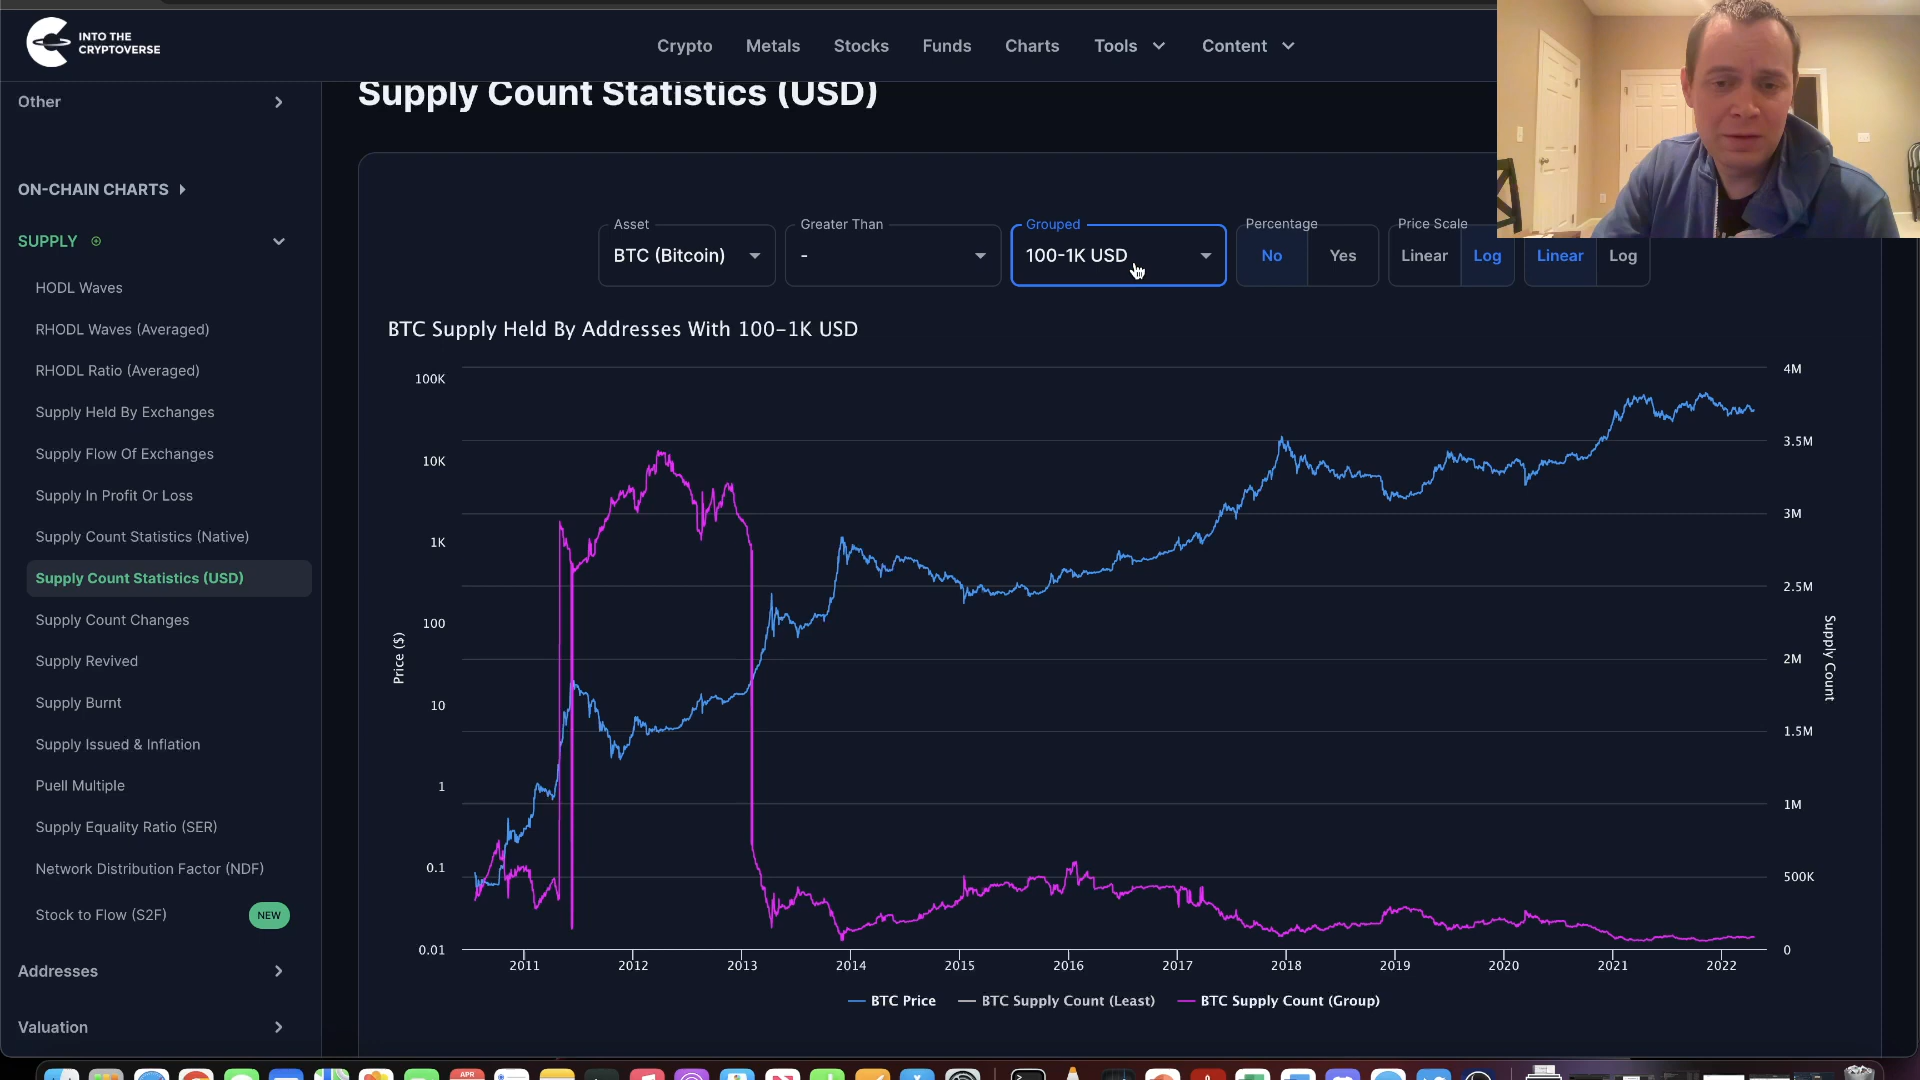 INTO THE
CRYPTOVERSE
Crypto Metals Stocks Funds Charts Tools Content
Supply Count Statistics (USD)
Other
ON-CHAIN CHARTS
SUPPLY
HODL Waves
RHODL Waves (Averaged)
RHODL Ratio (Averaged)
Supply Held By Exchanges
Supply Flow Of Exchanges
Supply In Profit Or Loss
Supply Count Statistics (Native)
Supply Count Statistics (USD)
Supply Count Changes
Supply Revived
Supply Burnt
Supply Issued & Inflation
Puell Multiple
Supply Equality Ratio (SER)
Network Distribution Factor (NDF)
Stock to Flow (S2F) NEW
Addresses
Valuation
Asset Greater Than Grouped Percentage Price Scale
BTC (Bitcoin) - 100-1K USD No Yes Linear Log Linear Log
BTC Supply Held By Addresses With 100–1K USD
100K
10K
1K
100
10
1
0.1
0.01
Price ($)
4M
3.5M
3M
2.5M
2M
1.5M
1M
500K
0
Supply Count
2011 2012 2013 2014 2015 2016 2017 2018 2019 2020 2021 2022
BTC Price BTC Supply Count (Least) BTC Supply Count (Group)
APR